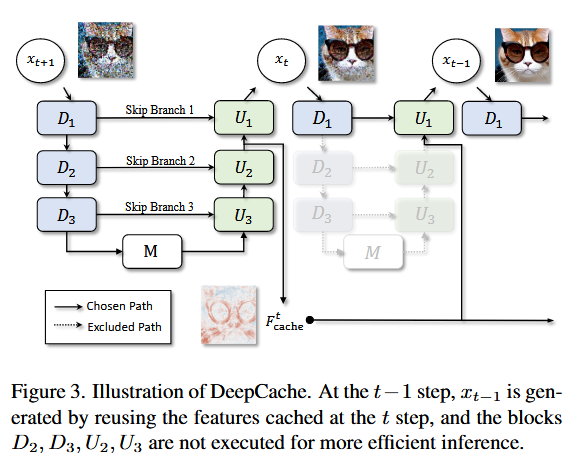 x_{t+1} x_t x_{t−1}
D_1 Skip Branch 1 U_1 D_1 U_1 D_1
D_2 Skip Branch 2 U_2 D_2 U_2
D_3 Skip Branch 3 U_3 D_3 U_3
M M
Chosen Path
Excluded Path
F^t_{cache}
Figure 3. Illustration of DeepCache. At the t−1 step, x_{t−1} is gen-
erated by reusing the features cached at the t step, and the blocks
D_2, D_3, U_2, U_3 are not executed for more efficient inference.